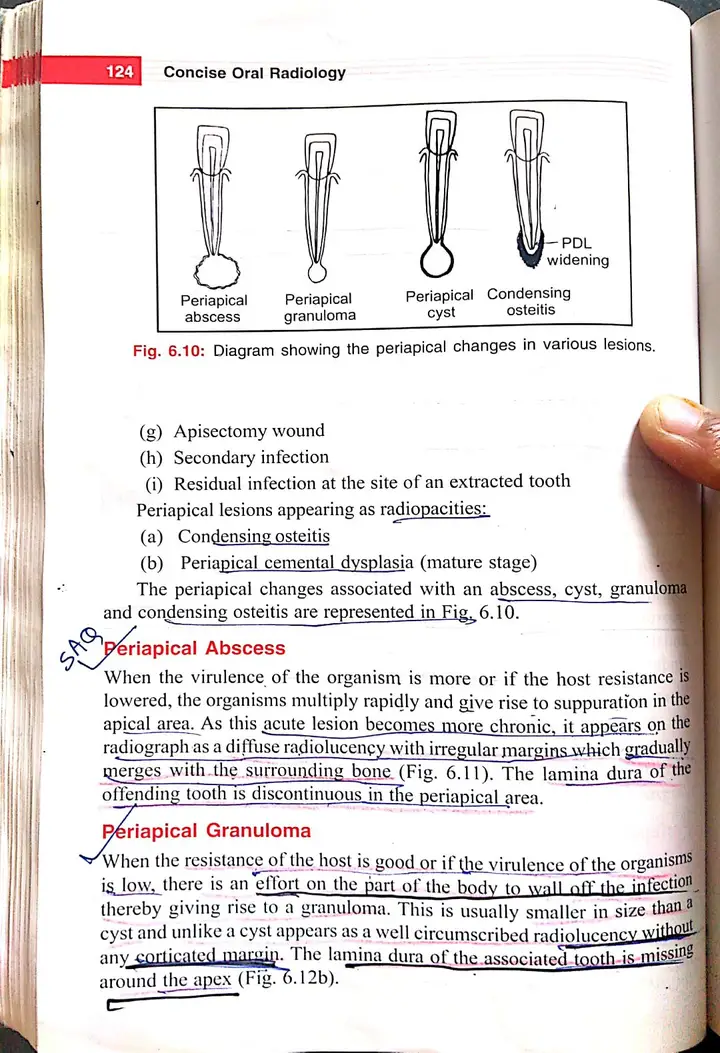 124 Concise Oral Radiology
PDL
widening
Periapical abscess
Periapical granuloma
Periapical cyst
Condensing osteitis
Fig. 6.10: Diagram showing the periapical changes in various lesions.
(g) Apisectomy wound
(h) Secondary infection
(i) Residual infection at the site of an extracted tooth
Periapical lesions appearing as radiopacities:
(a) Condensing osteitis
(b) Periapical cemental dysplasia (mature stage)
The periapical changes associated with an abscess, cyst, granuloma
and condensing osteitis are represented in Fig. 6.10.
SAQ
Periapical Abscess
When the virulence of the organism is more or if the host resistance is
lowered, the organisms multiply rapidly and give rise to suppuration in the
apical area. As this acute lesion becomes more chronic, it appears on the
radiograph as a diffuse radiolucency with irregular margins which gradually
merges with the surrounding bone (Fig. 6.11). The lamina dura of the
offending tooth is discontinuous in the periapical area.
Periapical Granuloma
When the resistance of the host is good or if the virulence of the organisms
is low, there is an effort on the part of the body to wall off the infection
thereby giving rise to a granuloma. This is usually smaller in size than a
cyst and unlike a cyst appears as a well circumscribed radiolucency without
any corticated margin. The lamina dura of the associated tooth is missing
around the apex (Fig. 6.12b).